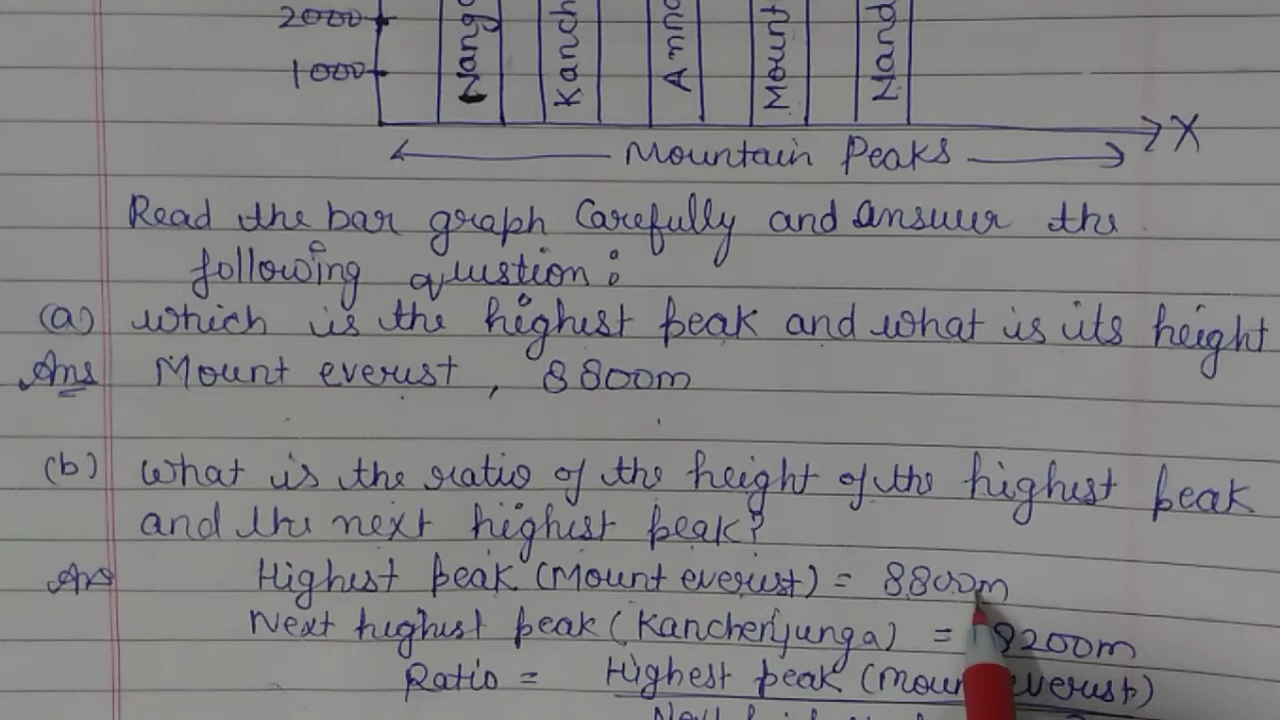 2000
1000
Nang
Kanch
Anna
Mount
Nand
X
Mountain Peaks
Read the bar graph Carefully and answer the
following question:
(a) which is the highest peak and what is its height
Ans Mount everest, 8800m
(b) what is the ratio of the height of the highest peak
and the next highest peak?
Ans Highest peak (Mount everest) = 8800m
Next highest peak (Kanchenjunga) = 8200m
Ratio = Highest peak (Mount everest)